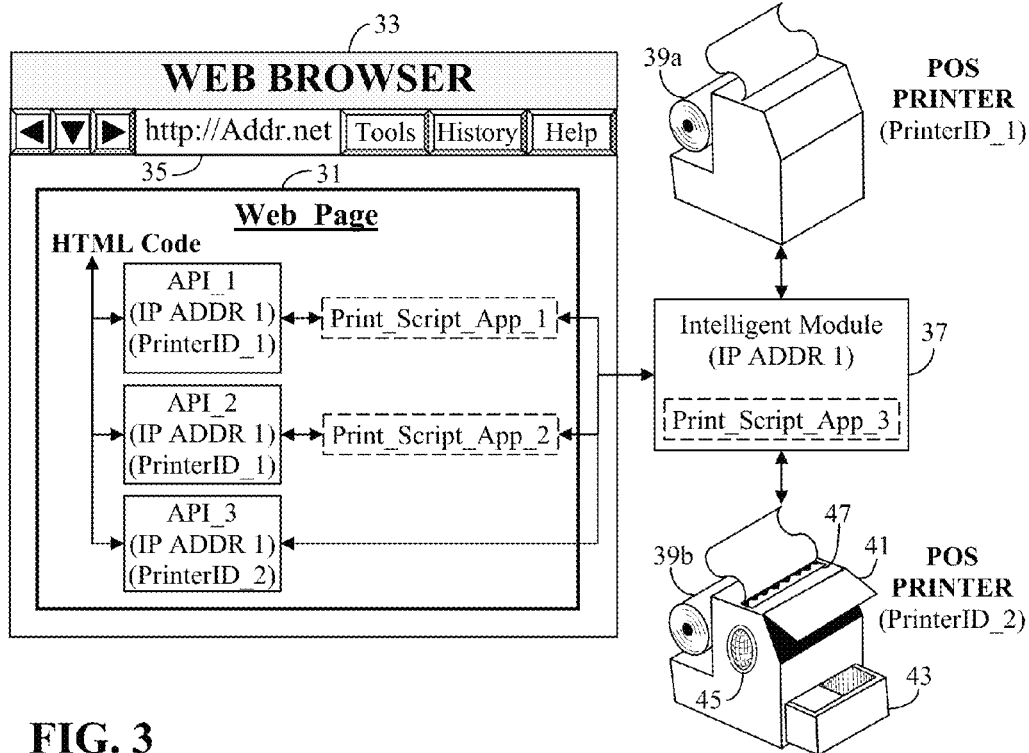 33
WEB BROWSER
http://Addr.net Tools History Help
35
31
Web Page
HTML Code
API_1
(IP ADDR 1)
(PrinterID_1)
Print_Script_App_1
API_2
(IP ADDR 1)
(PrinterID_1)
Print_Script_App_2
API_3
(IP ADDR 1)
(PrinterID_2)
39a
POS
PRINTER
(PrinterID_1)
Intelligent Module
(IP ADDR 1)
Print_Script_App_3
37
47
41
39b
POS
PRINTER
(PrinterID_2)
45
43
FIG. 3